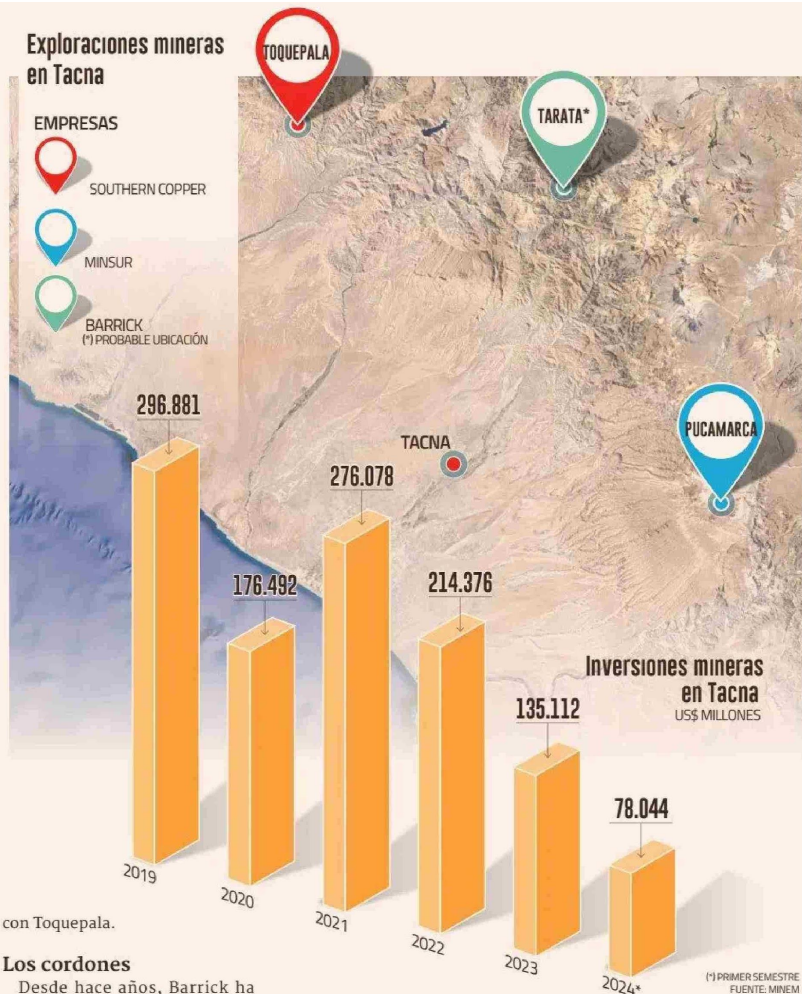 Exploraciones mineras
en Tacna
EMPRESAS
SOUTHERN COPPER
MINSUR
BARRICK
(*) PROBABLE UBICACIÓN
TOQUEPALA
TARATA*
PUCAMARCA
TACNA
Inversiones mineras
en Tacna
US$ MILLONES
296.881
176.492
276.078
214.376
135.112
78.044
2019
2020
2021
2022
2023
2024*
(*) PRIMER SEMESTRE
FUENTE: MINEM
con Toquepala.
Los cordones
Desde hace años, Barrick ha